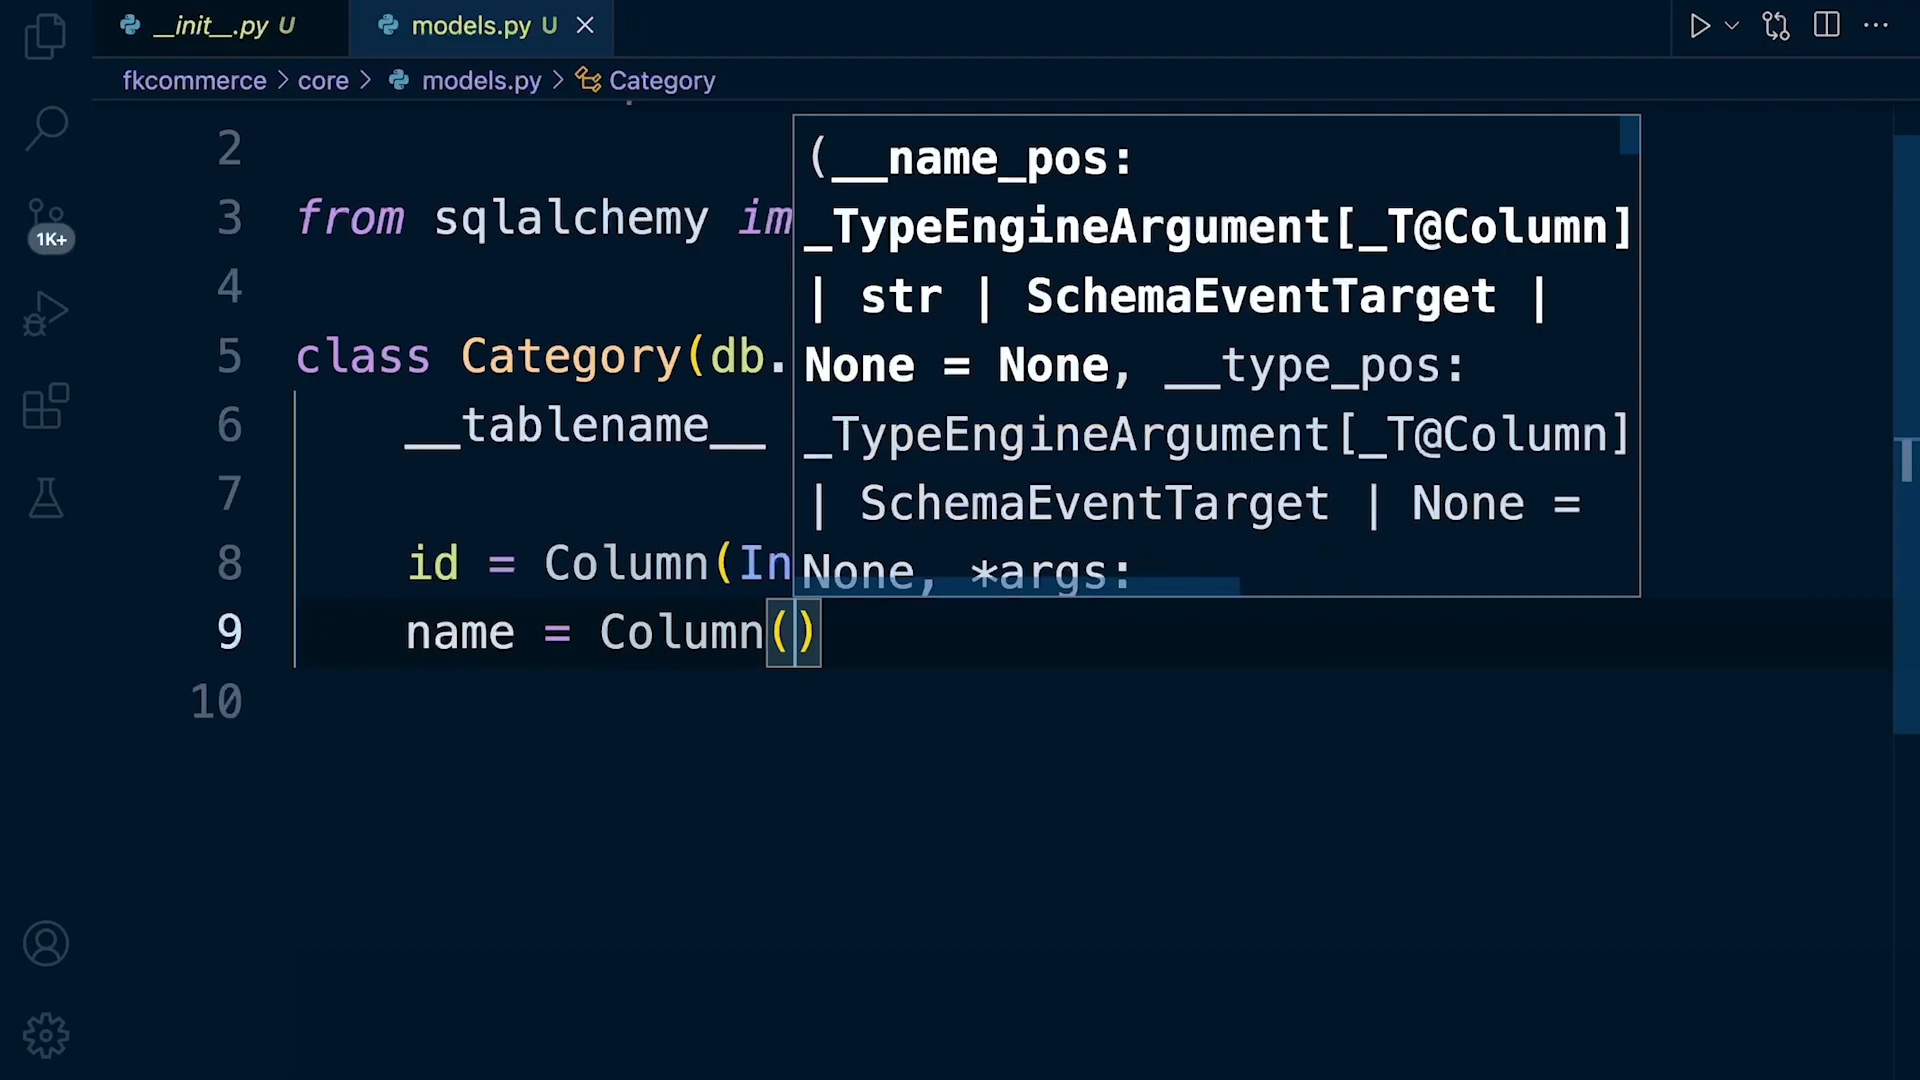 __init__.py U
models.py U
fkcommerce > core > models.py > Category
1K+
2
3 from sqlalchemy im
4
5 class Category(db.
6 __tablename__
7
8 id = Column(In
9 name = Column()
10
(__name_pos:
_TypeEngineArgument[_T@Column]
| str | SchemaEventTarget |
None = None, __type_pos:
_TypeEngineArgument[_T@Column]
| SchemaEventTarget | None =
None, *args: